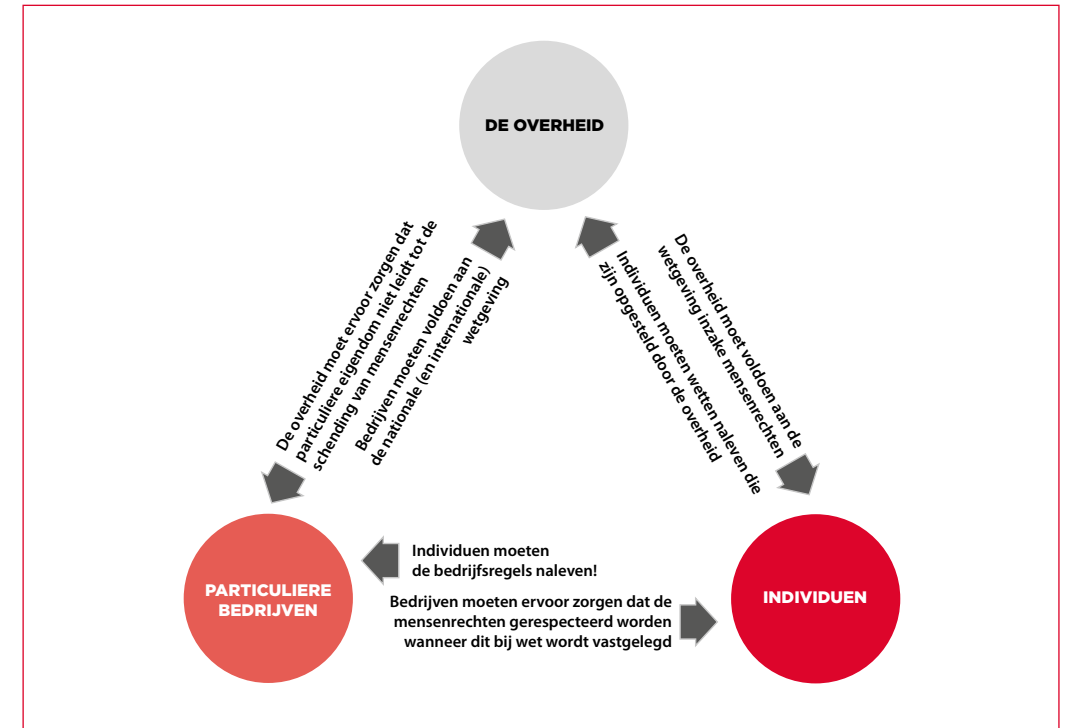 DE OVERHEID
De overheid moet ervoor zorgen dat
particuliere eigendom niet leidt tot de
schending van mensenrechten
Bedrijven moeten voldoen aan
de nationale (en internationale)
wetgeving
De overheid moet voldoen aan de
wetgeving inzake mensenrechten
Individuen moeten wetten naleven die
zijn opgesteld door de overheid
PARTICULIERE
BEDRIJVEN
Individuen moeten
de bedrijfsregels naleven!
Bedrijven moeten ervoor zorgen dat de
mensenrechten gerespecteerd worden
wanneer dit bij wet wordt vastgelegd
INDIVIDUEN